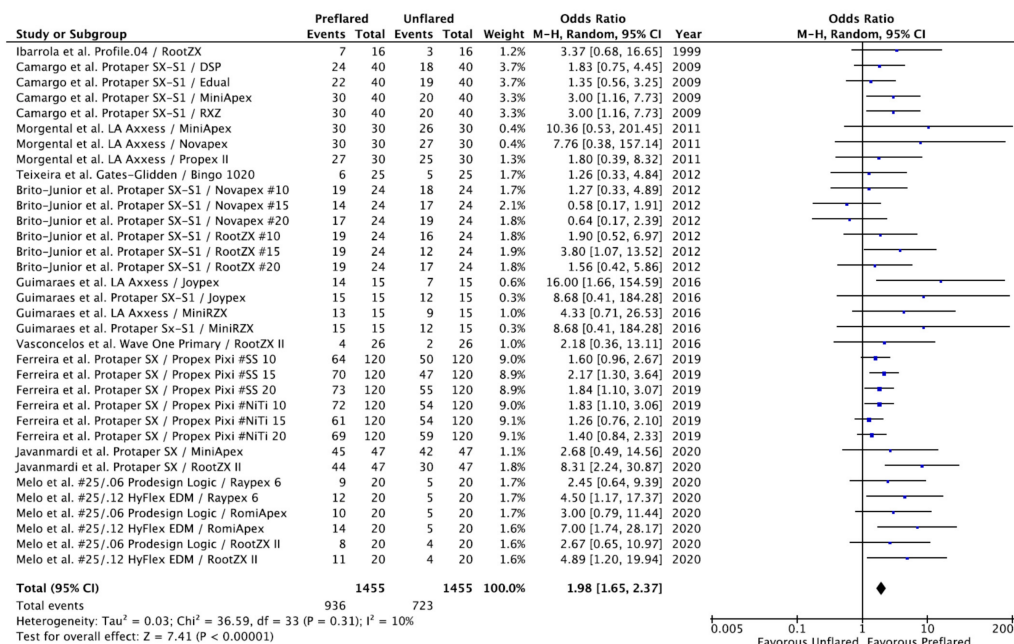 Preflared Unflared Odds Ratio Odds Ratio
Study or Subgroup Events Total Events Total Weight M-H, Random, 95% CI Year M-H, Random, 95% CI
Ibarrola et al. Profile.04 / RootZX 7 16 3 16 1.2% 3.37 [0.68, 16.65] 1999
Camargo et al. Protaper SX-S1 / DSP 24 40 18 40 3.7% 1.83 [0.75, 4.45] 2009
Camargo et al. Protaper SX-S1 / Edual 22 40 19 40 3.7% 1.35 [0.56, 3.25] 2009
Camargo et al. Protaper SX-S1 / MiniApex 30 40 20 40 3.3% 3.00 [1.16, 7.73] 2009
Camargo et al. Protaper SX-S1 / RXZ 30 40 20 40 3.3% 3.00 [1.16, 7.73] 2009
Morgental et al. LA Axxess / MiniApex 30 30 26 30 0.4% 10.36 [0.53, 201.45] 2011
Morgental et al. LA Axxess / Novapex 30 30 27 30 0.4% 7.76 [0.38, 157.14] 2011
Morgental et al. LA Axxess / Propex II 27 30 25 30 1.3% 1.80 [0.39, 8.32] 2011
Teixeira et al. Gates-Glidden / Bingo 1020 6 25 5 25 1.6% 1.26 [0.33, 4.84] 2012
Brito-Junior et al. Protaper SX-S1 / Novapex #10 19 24 18 24 1.7% 1.27 [0.33, 4.89] 2012
Brito-Junior et al. Protaper SX-S1 / Novapex #15 14 24 17 24 2.1% 0.58 [0.17, 1.91] 2012
Brito-Junior et al. Protaper SX-S1 / Novapex #20 17 24 19 24 1.8% 0.64 [0.17, 2.39] 2012
Brito-Junior et al. Protaper SX-S1 / RootZX #10 19 24 16 24 1.8% 1.90 [0.52, 6.97] 2012
Brito-Junior et al. Protaper SX-S1 / RootZX #15 19 24 12 24 1.9% 3.80 [1.07, 13.52] 2012
Brito-Junior et al. Protaper SX-S1 / RootZX #20 19 24 17 24 1.8% 1.56 [0.42, 5.86] 2012
Guimaraes et al. LA Axxess / Joypex 14 15 7 15 0.6% 16.00 [1.66, 154.59] 2016
Guimaraes et al. Protaper SX-S1 / Joypex 15 15 12 15 0.3% 8.68 [0.41, 184.28] 2016
Guimaraes et al. LA Axxess / MiniRZX 13 15 9 15 1.0% 4.33 [0.71, 26.53] 2016
Guimaraes et al. Protaper Sx-S1 / MiniRZX 15 15 12 15 0.3% 8.68 [0.41, 184.28] 2016
Vasconcelos et al. Wave One Primary / RootZX II 4 26 2 26 1.0% 2.18 [0.36, 13.11] 2016
Ferreira et al. Protaper SX / Propex Pixi #SS 10 64 120 50 120 9.0% 1.60 [0.96, 2.67] 2019
Ferreira et al. Protaper SX / Propex Pixi #SS 15 70 120 47 120 8.9% 2.17 [1.30, 3.64] 2019
Ferreira et al. Protaper SX / Propex Pixi #SS 20 73 120 55 120 8.9% 1.84 [1.10, 3.07] 2019
Ferreira et al. Protaper SX / Propex Pixi #NiTi 10 72 120 54 120 9.0% 1.83 [1.10, 3.06] 2019
Ferreira et al. Protaper SX / Propex Pixi #NiTi 15 61 120 54 120 9.1% 1.26 [0.76, 2.10] 2019
Ferreira et al. Protaper SX / Propex Pixi #NiTi 20 69 120 59 120 9.1% 1.40 [0.84, 2.33] 2019
Javanmardi et al. Protaper SX / MiniApex 45 47 42 47 1.1% 2.68 [0.49, 14.56] 2020
Javanmardi et al. Protaper SX / RootZX II 44 47 30 47 1.8% 8.31 [2.24, 30.87] 2020
Melo et al. #25/.06 Prodesign Logic / Raypex 6 9 20 5 20 1.7% 2.45 [0.64, 9.39] 2020
Melo et al. #25/.12 HyFlex EDM / Raypex 6 12 20 5 20 1.7% 4.50 [1.17, 17.37] 2020
Melo et al. #25/.06 Prodesign Logic / RomiApex 10 20 5 20 1.7% 3.00 [0.79, 11.44] 2020
Melo et al. #25/.12 HyFlex EDM / RomiApex 14 20 5 20 1.6% 7.00 [1.74, 28.17] 2020
Melo et al. #25/.06 Prodesign Logic / RootZX II 8 20 4 20 1.5% 2.67 [0.65, 10.97] 2020
Melo et al. #25/.12 HyFlex EDM / RootZX II 11 20 4 20 1.6% 4.89 [1.20, 19.94] 2020
Total (95% CI) 1455 1455 100.0% 1.98 [1.65, 2.37]
Total events 936 723
Heterogeneity: Tau² = 0.03; Chi² = 36.59, df = 33 (P = 0.31); I² = 10%
Test for overall effect: Z = 7.41 (P < 0.00001)
0.005 0.1 1 10 200
Favorous Unflared Favorous Preflared